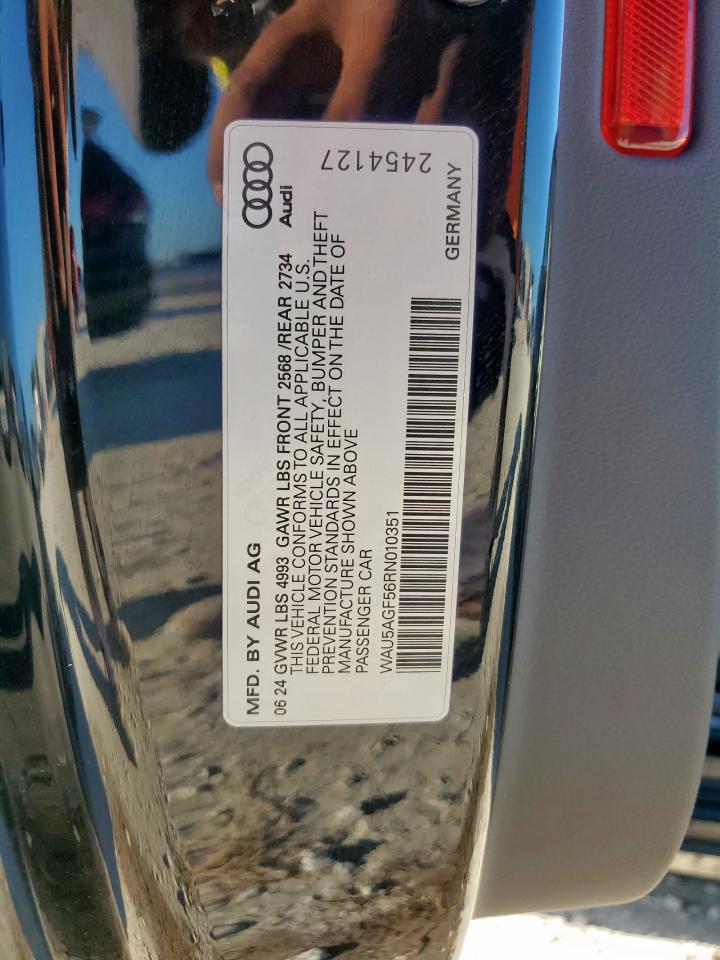 MFD. BY AUDI AG
06 24 GVWR LBS 4993 GAWR LBS FRONT 2568 /REAR 2734
THIS VEHICLE CONFORMS TO ALL APPLICABLE U.S.
FEDERAL MOTOR VEHICLE SAFETY, BUMPER AND THEFT
PREVENTION STANDARDS IN EFFECT ON THE DATE OF
MANUFACTURE SHOWN ABOVE
PASSENGER CAR
WAU5AGF56RN010351
GERMANY
Audi
2454127